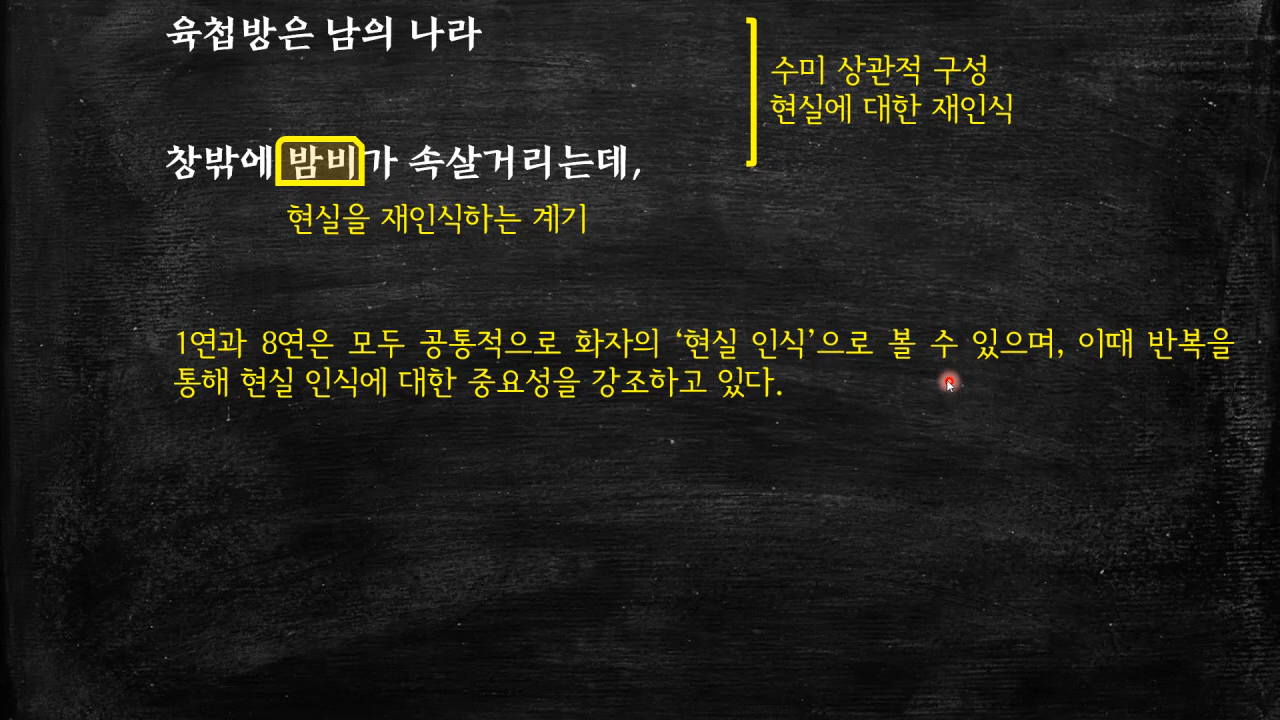 육첩방은 남의 나라
수미 상관적 구성
현실에 대한 재인식
창밖에 밤비가 속살거리는데,
현실을 재인식하는 계기
1연과 8연은 모두 공통적으로 화자의 ‘현실 인식’으로 볼 수 있으며, 이때 반복을
통해 현실 인식에 대한 중요성을 강조하고 있다.